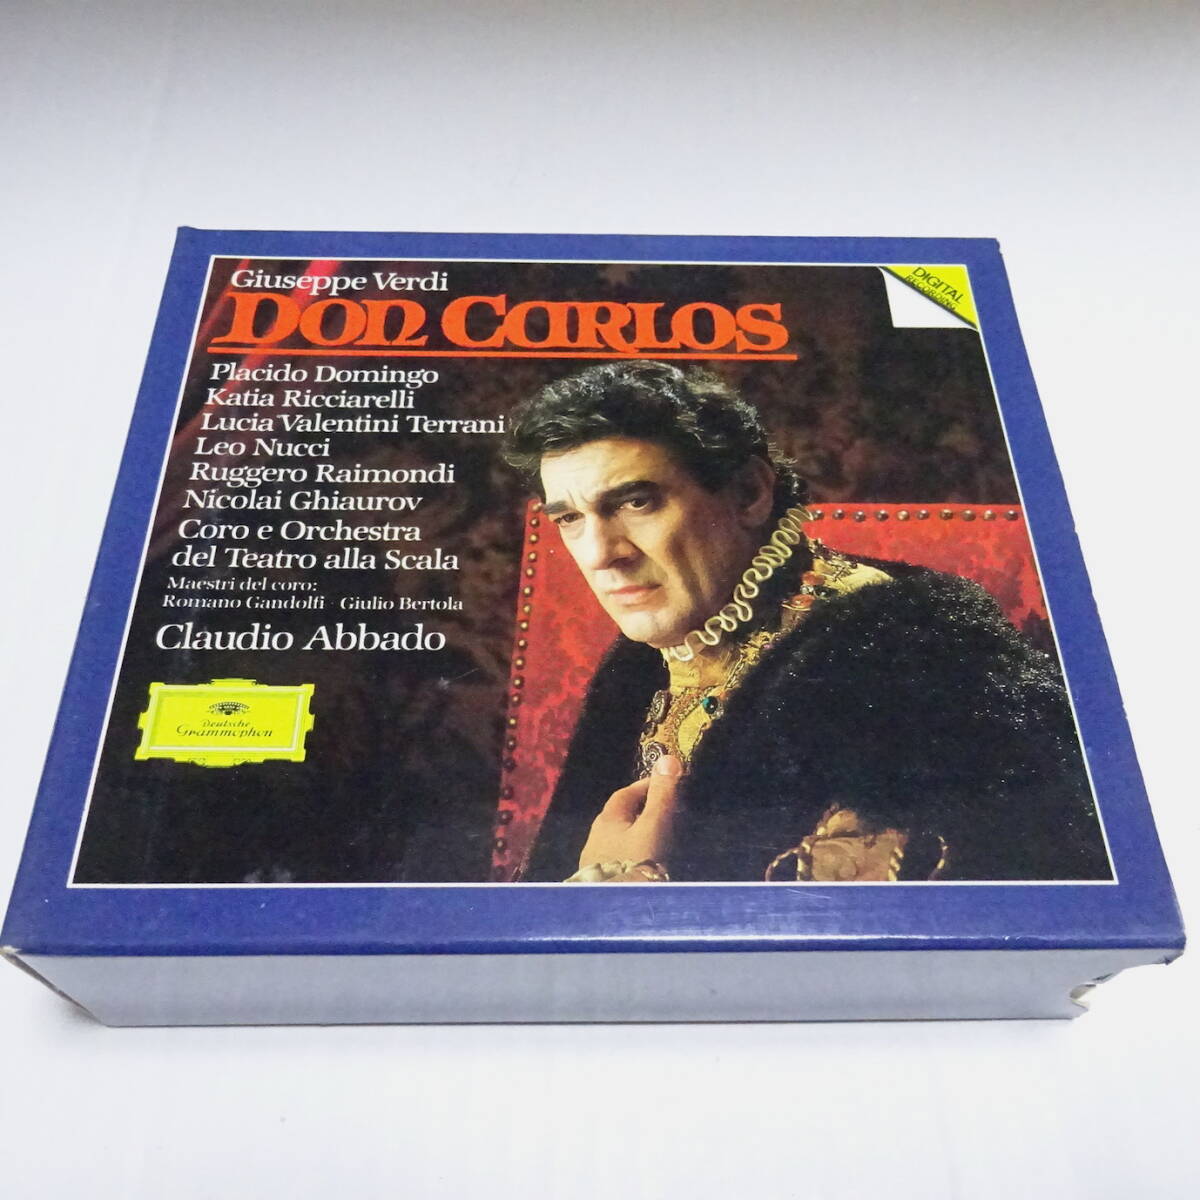 Giuseppe Verdi
DON CARLOS
Placido Domingo
Katia Ricciarelli
Lucia Valentini Terrani
Leo Nucci
Ruggero Raimondi
Nicolai Ghiaurov
Coro e Orchestra
del Teatro alla Scala
Maestri del coro:
Romano Gandolfi · Giulio Bertola
Claudio Abbado
Deutsche
Grammophon
DIGITAL
RECORDING